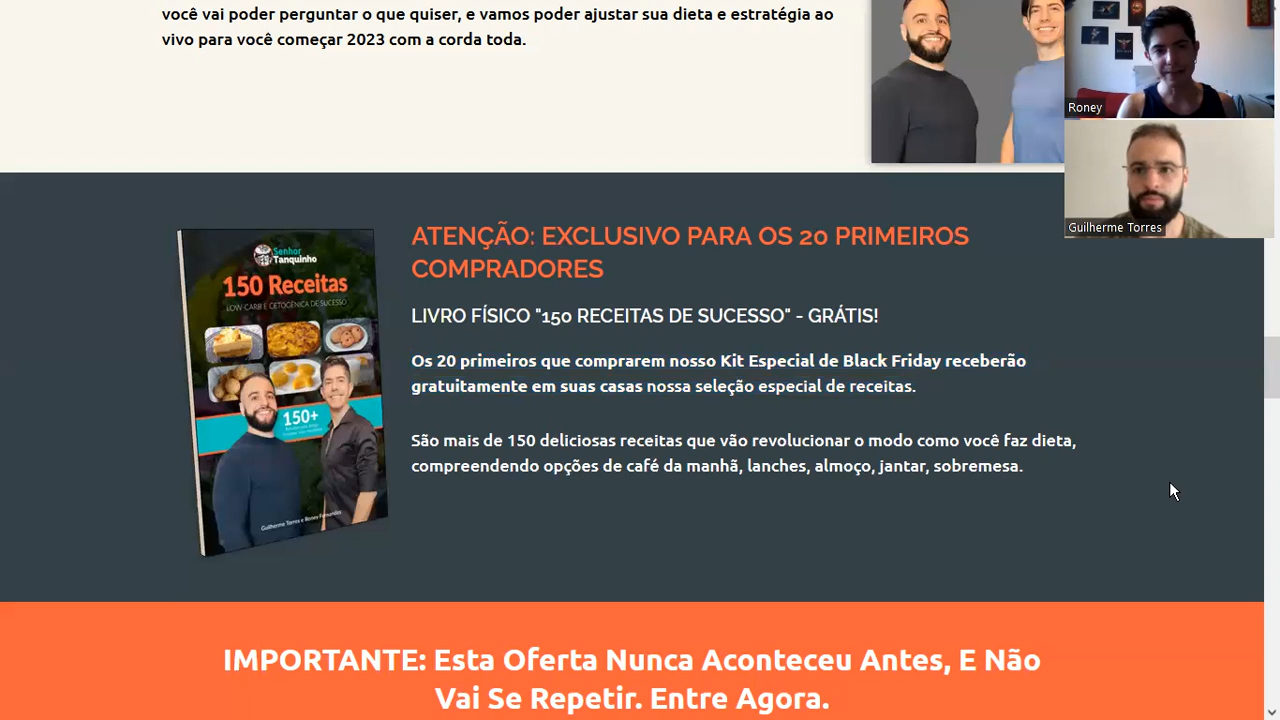 você vai poder perguntar o que quiser, e vamos poder ajustar sua dieta e estratégia ao
vivo para você começar 2023 com a corda toda.
Roney
Guilherme Torres
Senhor
Tanquinho
150 Receitas
LOW CARB E CETOGÊNICA DE SUCESSO
150+
Guilherme Torres e Roney Fernandes
ATENÇÃO: EXCLUSIVO PARA OS 20 PRIMEIROS
COMPRADORES
LIVRO FÍSICO "150 RECEITAS DE SUCESSO" - GRÁTIS!
Os 20 primeiros que comprarem nosso Kit Especial de Black Friday receberão
gratuitamente em suas casas nossa seleção especial de receitas.
São mais de 150 deliciosas receitas que vão revolucionar o modo como você faz dieta,
compreendendo opções de café da manhã, lanches, almoço, jantar, sobremesa.
IMPORTANTE: Esta Oferta Nunca Aconteceu Antes, E Não
Vai Se Repetir. Entre Agora.